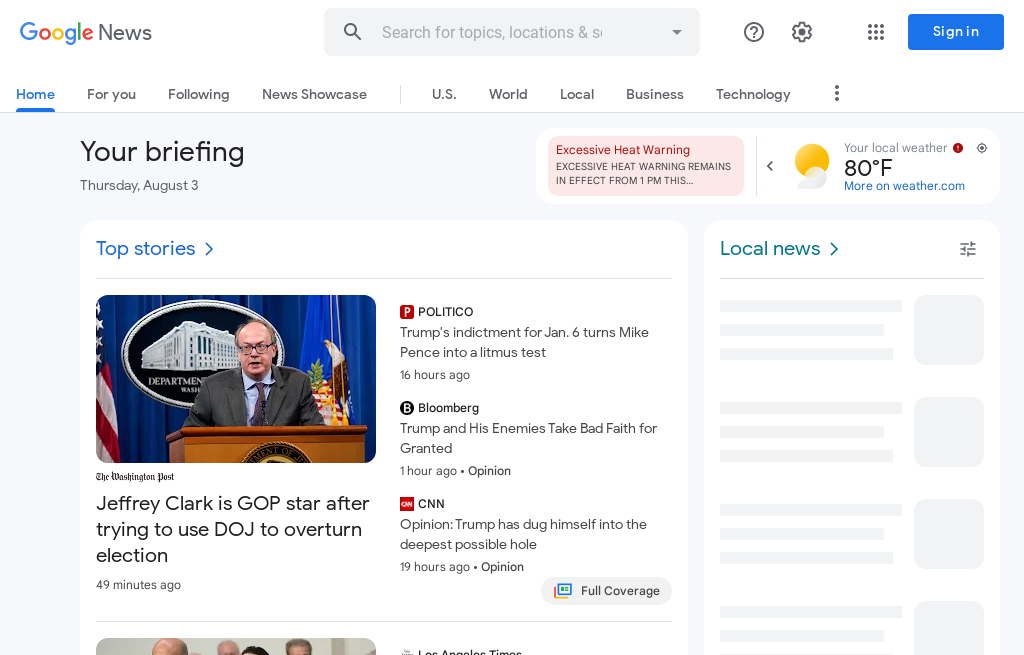 Google News
Search for topics, locations & s
Sign in
Home
For you
Following
News Showcase
U.S.
World
Local
Business
Technology
Your briefing
Thursday, August 3
Excessive Heat Warning
EXCESSIVE HEAT WARNING REMAINS
IN EFFECT FROM 1 PM THIS...
Your local weather
80°F
More on weather.com
Top stories
DEPARTMENT
WASH
The Washington Post
Jeffrey Clark is GOP star after
trying to use DOJ to overturn
election
49 minutes ago
POLITICO
Trump's indictment for Jan. 6 turns Mike
Pence into a litmus test
16 hours ago
Bloomberg
Trump and His Enemies Take Bad Faith for
Granted
1 hour ago • Opinion
CNN
CNN
Opinion: Trump has dug himself into the
deepest possible hole
19 hours ago • Opinion
Full Coverage
Los Angeles Times
Local news